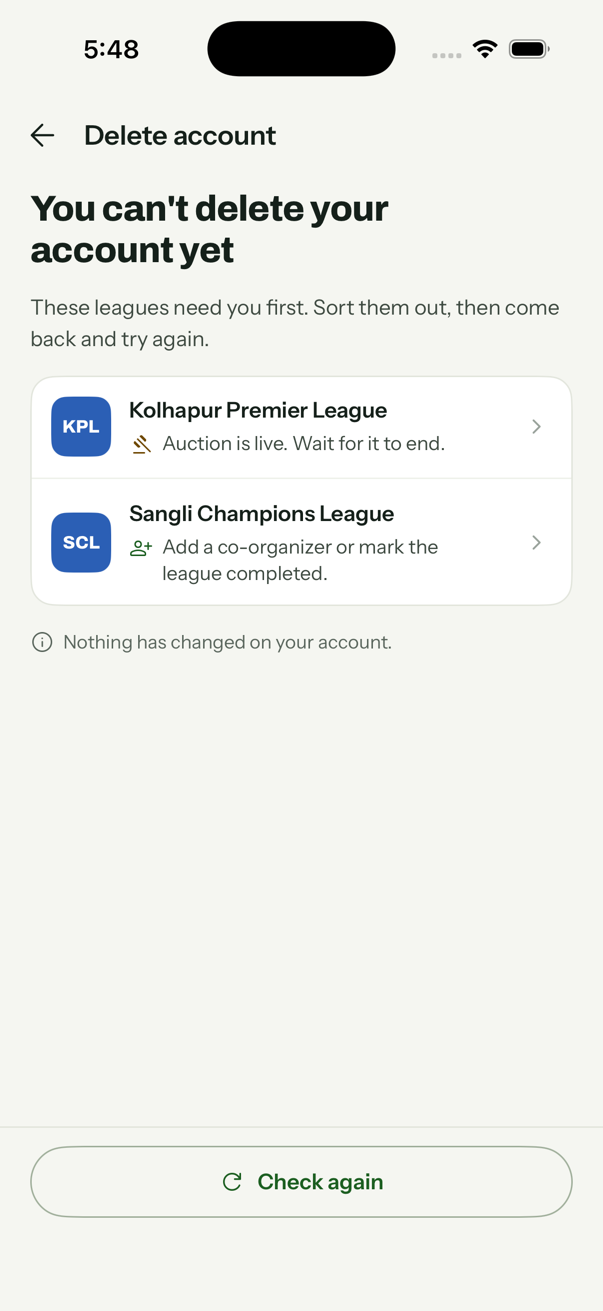 5:48
Delete account
You can't delete your
account yet
These leagues need you first. Sort them out, then come
back and try again.
KPL
Kolhapur Premier League
Auction is live. Wait for it to end.
SCL
Sangli Champions League
Add a co-organizer or mark the
league completed.
Nothing has changed on your account.
Check again